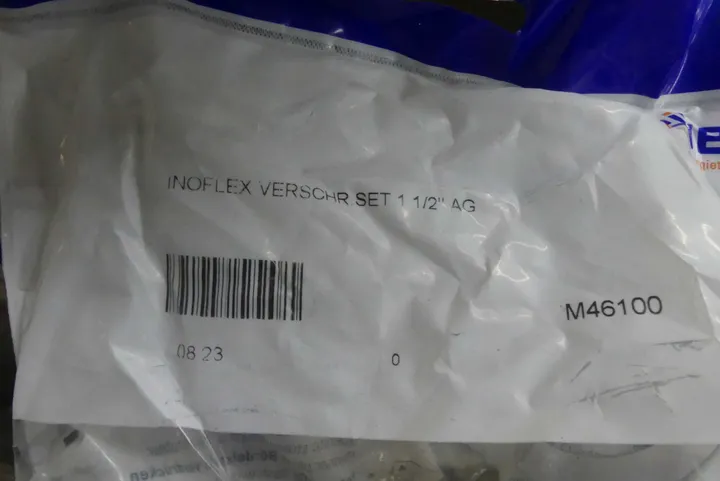 INOFLEX VERSCHR.SET 1 1/2" AG
M46100
08 23
0